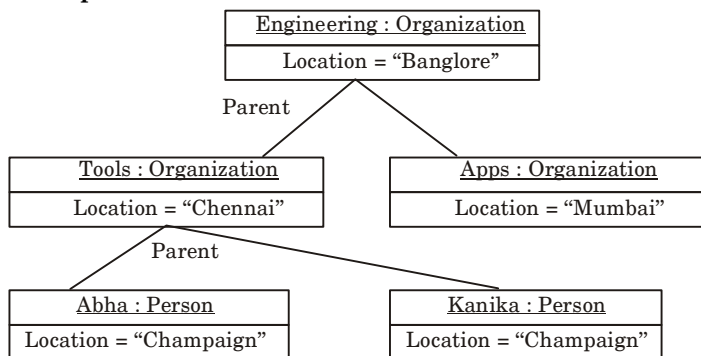 Engineering : Organization
Location = “Banglore”
Parent
Tools : Organization
Location = “Chennai”
Apps : Organization
Location = “Mumbai”
Parent
Abha : Person
Location = “Champaign”
Kanika : Person
Location = “Champaign”